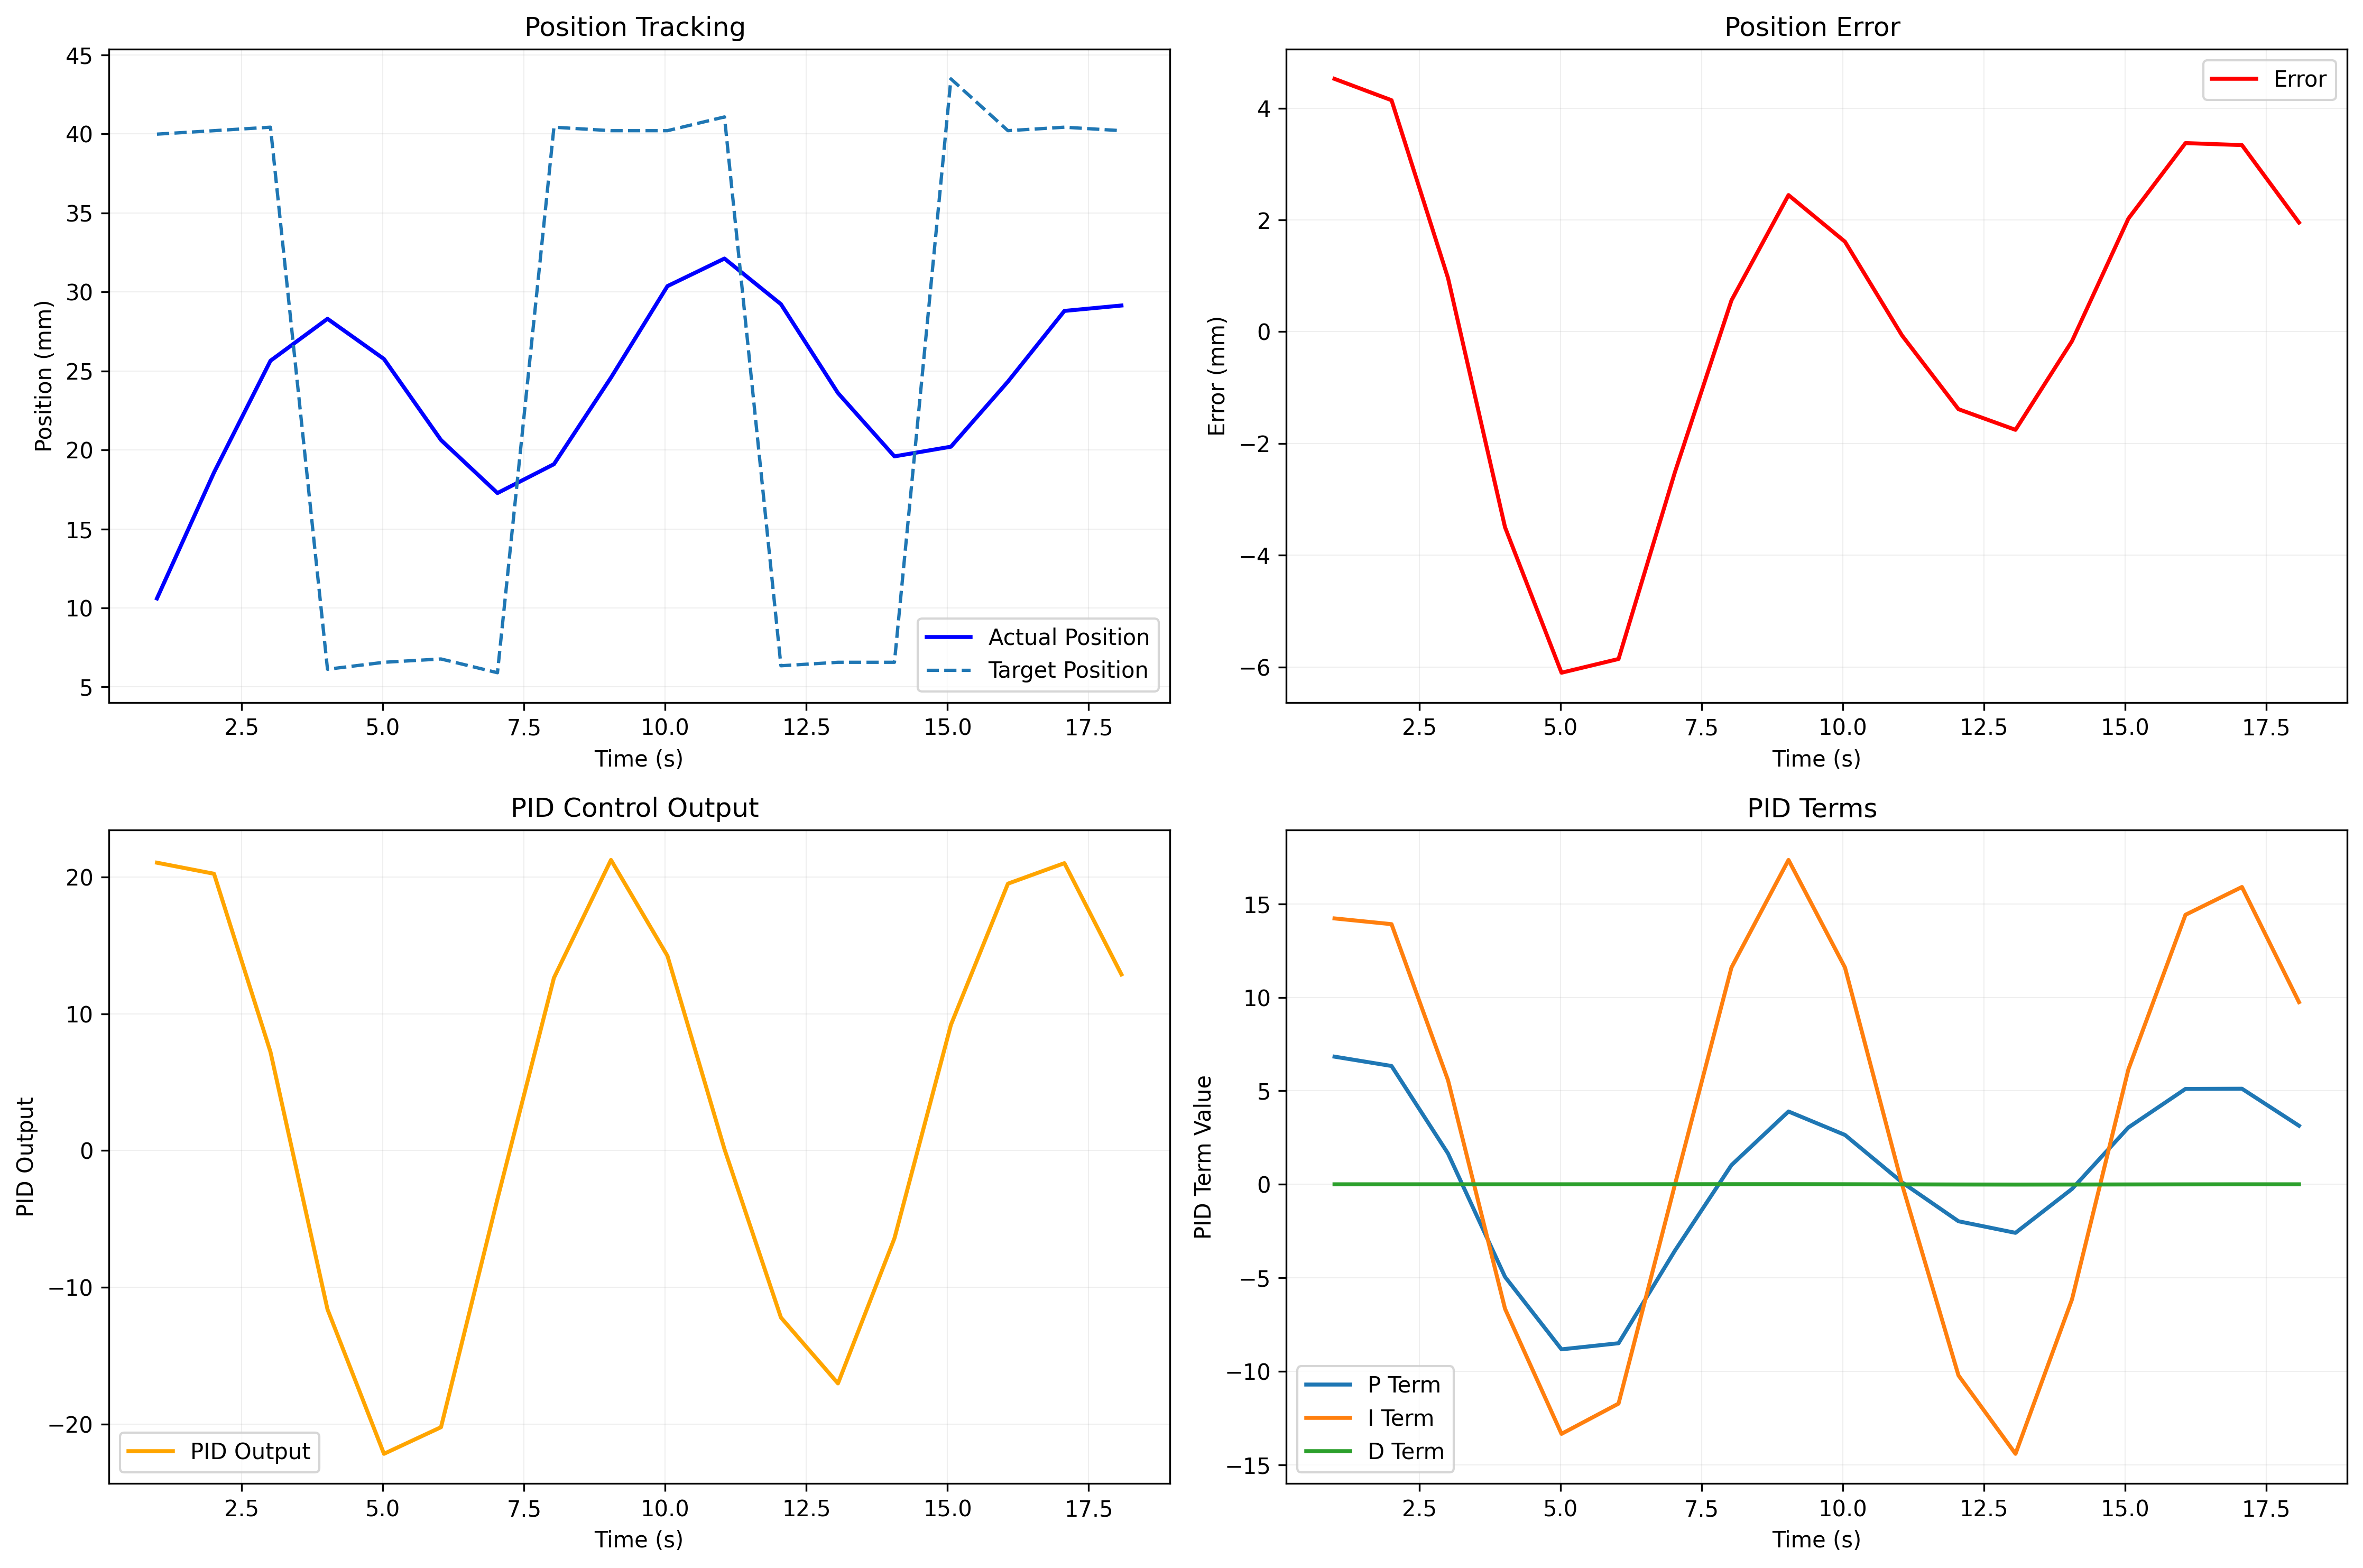 Position Tracking
45
40
35
30
25
20
15
10
5
Position (mm)
Actual Position
Target Position
2.5 5.0 7.5 10.0 12.5 15.0 17.5
Time (s)
Position Error
4
2
0
−2
−4
−6
Error (mm)
Error
2.5 5.0 7.5 10.0 12.5 15.0 17.5
Time (s)
PID Control Output
20
10
0
−10
−20
PID Output
PID Output
2.5 5.0 7.5 10.0 12.5 15.0 17.5
Time (s)
PID Terms
15
10
5
0
−5
−10
−15
PID Term Value
P Term
I Term
D Term
2.5 5.0 7.5 10.0 12.5 15.0 17.5
Time (s)